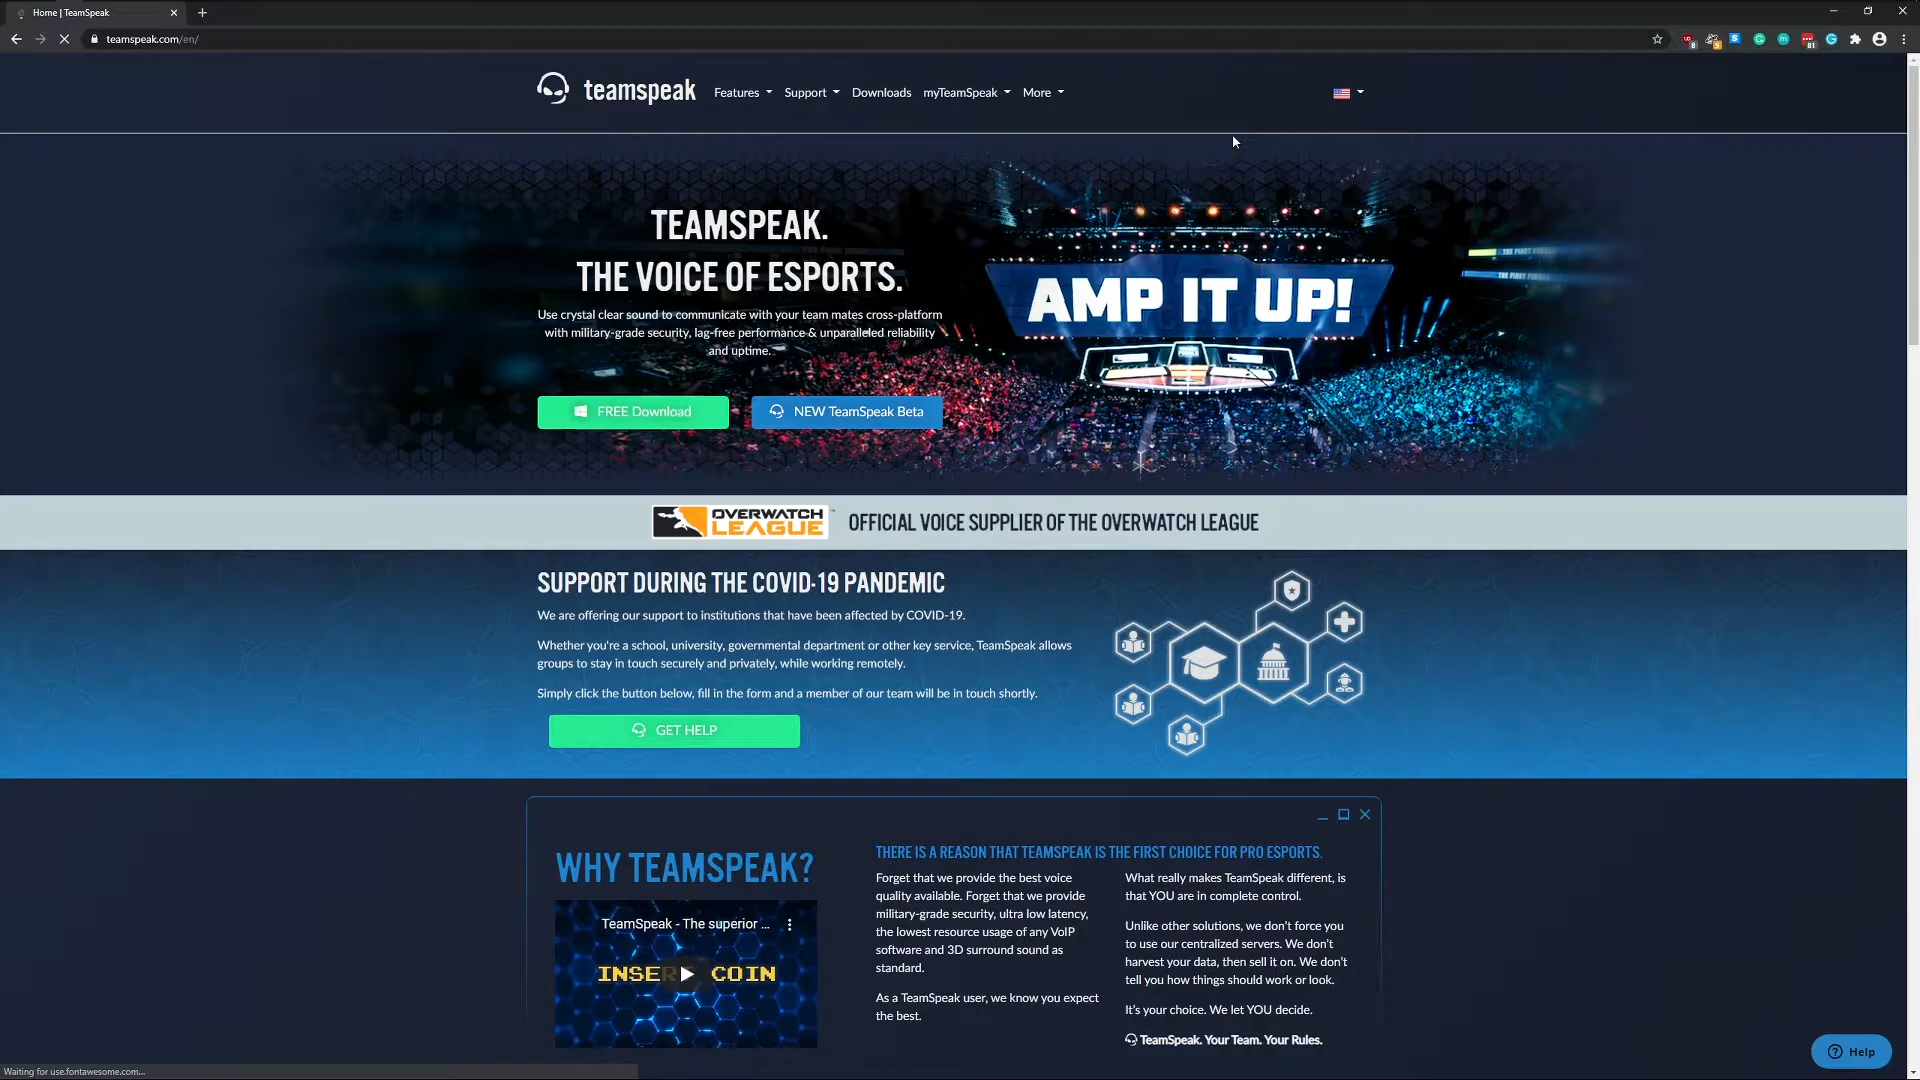 Home | TeamSpeak
teamspeak.com/en/
8
9
81
teamspeak
Features
Support
Downloads
myTeamSpeak
More
TEAMSPEAK.
THE VOICE OF ESPORTS.
Use crystal clear sound to communicate with your team mates cross-platform
with military-grade security, lag-free performance & unparalleled reliability
and uptime.
FREE Download
NEW TeamSpeak Beta
AMP IT UP!
OVERWATCH
LEAGUE
OFFICIAL VOICE SUPPLIER OF THE OVERWATCH LEAGUE
SUPPORT DURING THE COVID-19 PANDEMIC
We are offering our support to institutions that have been affected by COVID-19.
Whether you're a school, university, governmental department or other key service, TeamSpeak allows
groups to stay in touch securely and privately, while working remotely.
Simply click the button below, fill in the form and a member of our team will be in touch shortly.
GET HELP
WHY TEAMSPEAK?
TeamSpeak - The superior ...
INSER COIN
THERE IS A REASON THAT TEAMSPEAK IS THE FIRST CHOICE FOR PRO ESPORTS.
Forget that we provide the best voice
quality available. Forget that we provide
military-grade security, ultra low latency,
the lowest resource usage of any VoIP
software and 3D surround sound as
standard.
As a TeamSpeak user, we know you expect
the best.
What really makes TeamSpeak different, is
that YOU are in complete control.
Unlike other solutions, we don't force you
to use our centralized servers. We don't
harvest your data, then sell it on. We don't
tell you how things should work or look.
It's your choice. We let YOU decide.
TeamSpeak. Your Team. Your Rules.
Help
Waiting for use.fontawesome.com...